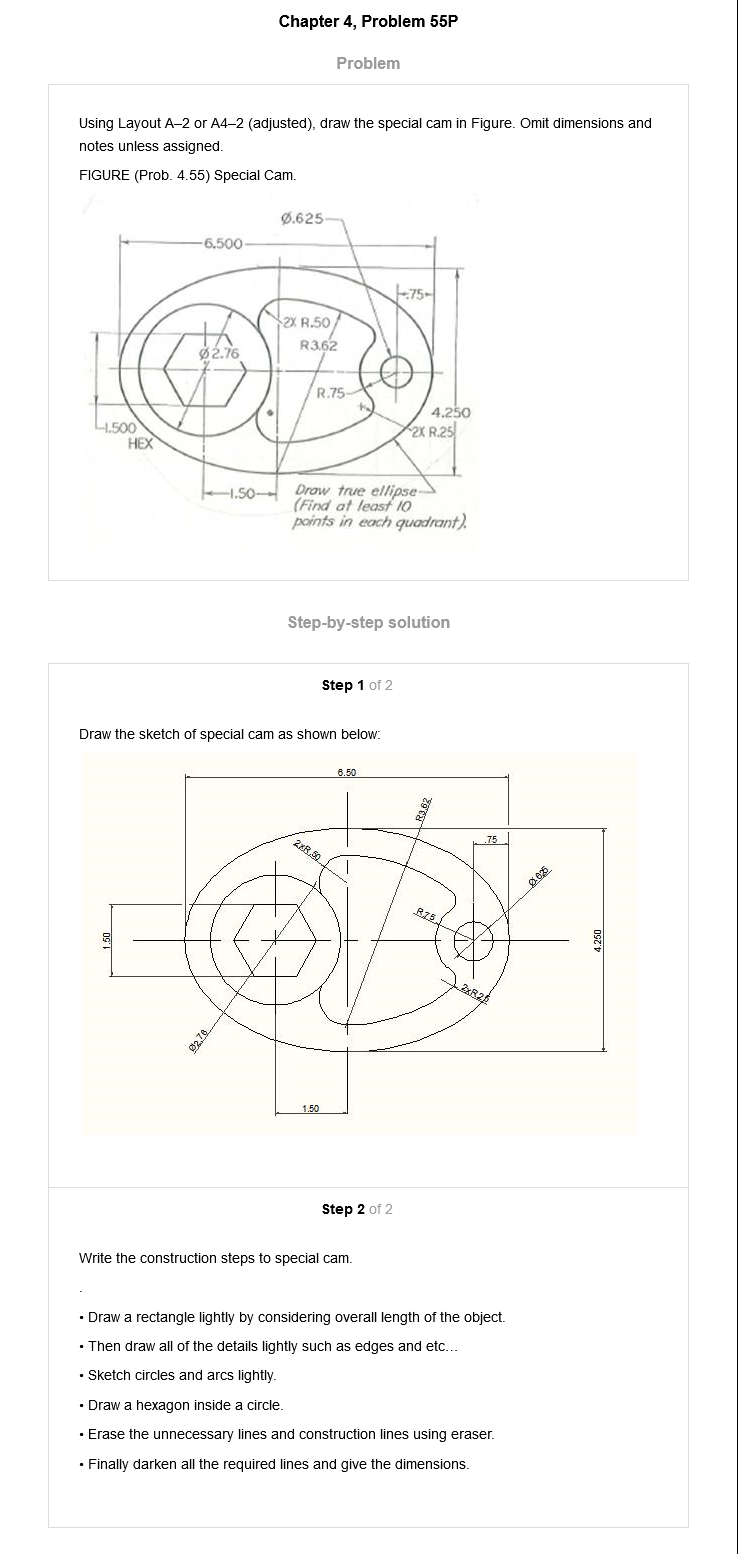 Chapter 4, Problem 55P
Problem
Using Layout A–2 or A4–2 (adjusted), draw the special cam in Figure. Omit dimensions and
notes unless assigned.
FIGURE (Prob. 4.55) Special Cam.
Ø.625
6.500
.75
2X R.50
R3.62
Ø 2.76
R.75
4.250
2X R.25
1.500
HEX
1.50
Draw true ellipse
(Find at least 10
points in each quadrant).
Step-by-step solution
Step 1 of 2
Draw the sketch of special cam as shown below:
6.50
R3.62
2xR.50
.75
Ø.625
R.75
1.50
4.250
2xR.25
Ø2.76
1.50
Step 2 of 2
Write the construction steps to special cam.
.
• Draw a rectangle lightly by considering overall length of the object.
• Then draw all of the details lightly such as edges and etc…
• Sketch circles and arcs lightly.
• Draw a hexagon inside a circle.
• Erase the unnecessary lines and construction lines using eraser.
• Finally darken all the required lines and give the dimensions.